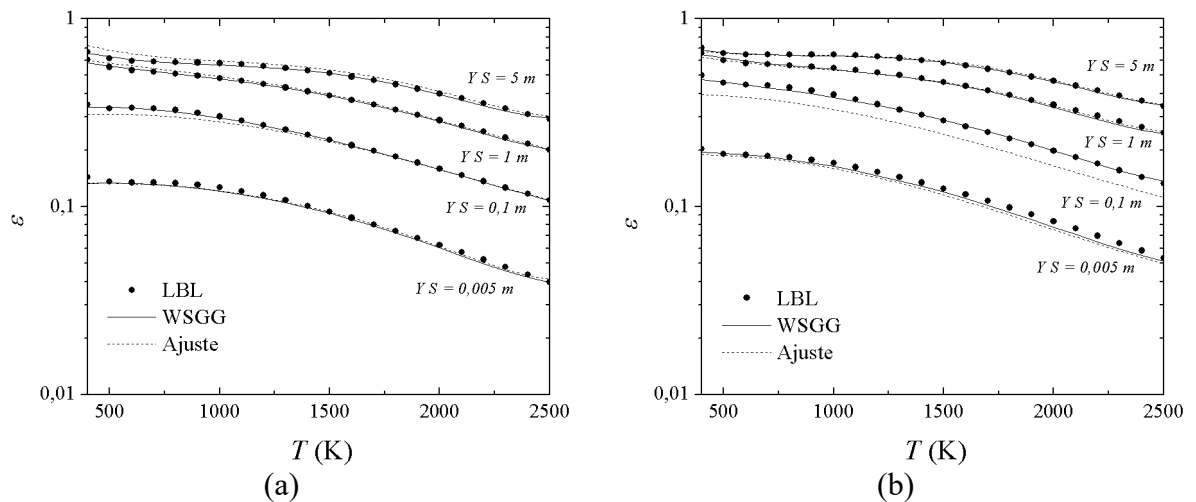 1
Y S = 5 m
Y S = 1 m
ε
0,1
Y S = 0,1 m
Y S = 0,005 m
LBL
WSGG
Ajuste
0,01
500
1000
1500
2000
2500
T (K)
(a)
1
Y S = 5 m
Y S = 1 m
ε
0,1
Y S = 0,1 m
Y S = 0,005 m
LBL
WSGG
Ajuste
0,01
500
1000
1500
2000
2500
T (K)
(b)